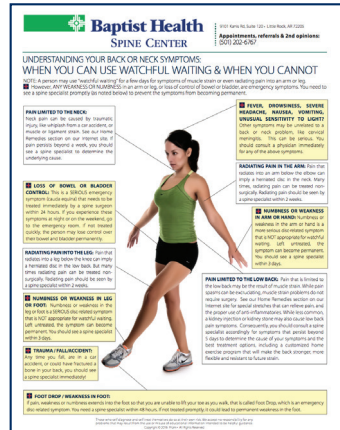 Baptist Health
SPINE CENTER
9101 Kanis Rd, Suite 120 • Little Rock, AR 72205
Appointments, referrals & 2nd opinions:
(501) 202-6767
UNDERSTANDING YOUR BACK OR NECK SYMPTOMS:
WHEN YOU CAN USE WATCHFUL WAITING & WHEN YOU CANNOT
NOTE: A person may use "watchful waiting" for a few days for symptoms of muscle strain or even radiating pain into an arm or leg.
However, ANY WEAKNESS OR NUMBNESS in an arm or leg, or loss of control of bowel or bladder, are emergency symptoms. You need to
see a spine specialist promptly (as noted below) to prevent the symptoms from becoming permanent.
PAIN LIMITED TO THE NECK:
Neck pain can be caused by traumatic
injury, like whiplash from a car accident, or
muscle or ligament strain. See our Home
Remedies section on our internet site. If
pain persists beyond a week, you should
see a spine specialist to determine the
underlying cause.
FEVER, DROWSINESS, SEVERE
HEADACHE, NAUSEA, VOMITING,
UNUSUAL SENSITIVITY TO LIGHT?
Other symptoms may be unrelated to a
back or neck problem, like cervical
meningitis. This can be serious. You
should consult a physician immediately
for any of the above symptoms.
RADIATING PAIN IN THE ARM: Pain that
radiates into an arm below the elbow can
imply a herniated disc in the neck. Many
times, radiating pain can be treated non-
surgically. Radiating pain should be seen by
a spine specialist within 2 weeks.
LOSS OF BOWEL OR BLADDER
CONTROL: This is a SERIOUS emergency
symptom (cauda equina) that needs to be
treated immediately by a spine surgeon
within 24 hours. If you experience these
symptoms at night or on the weekend, go
to the emergency room. If not treated
quickly, the person may lose control over
their bowel and bladder permanently.
NUMBNESS OR WEAKNESS
IN ARM OR HAND: Numbness or
weakness in the arm or hand is a
more serious disc related symptom
that is NOT appropriate for watchful
waiting. Left untreated, the
symptom can become permanent.
You should see a spine specialist
within 3 days.
RADIATING PAIN INTO THE LEG: Pain that
radiates into a leg below the knee can imply
a herniated disc in the low back. But many
times radiating pain can be treated non-
surgically. Radiating pain should be seen by
a spine specialist within 2 weeks.
NUMBNESS OR WEAKNESS IN LEG
OR FOOT: Numbness or weakness in the
leg or foot is a SERIOUS disc related symptom
that is NOT appropriate for watchful waiting.
Left untreated, the symptom can become
permanent. You should see a spine specialist
within 3 days.
PAIN LIMITED TO THE LOW BACK: Pain that is limited to
the low back may be the result of muscle strain. While pain
symptoms can be excruciating, muscle strain problems do not
require surgery. See our Home Remedies section on our
Internet site for special stretches that can relieve pain, and
the proper use of anti-inflammatories. While less common,
a kidney infection or kidney stone may also cause low back
pain symptoms. Consequently, you should consult a spine
specialist accordingly for symptoms that persist beyond
5 days to determine the cause of your symptoms and the
best treatment options, including a customized home
exercise program that will make the back stronger, more
flexible and resistant to future strain.
TRAUMA / FALL/ACCIDENT:
Any time you fall, are in a car
accident, or could have fractured a
bone in your back, you should see
a spine specialist immediately!
FOOT DROP / WEAKNESS IN FOOT:
If pain, weakness or numbness extends into the foot so that you are unable to lift your toe as you walk, that is called Foot Drop, which is an emergency
disc related symptom. You need a spine specialist within 48 hours. If not treated promptly, it could lead to permanent weakness in the foot.